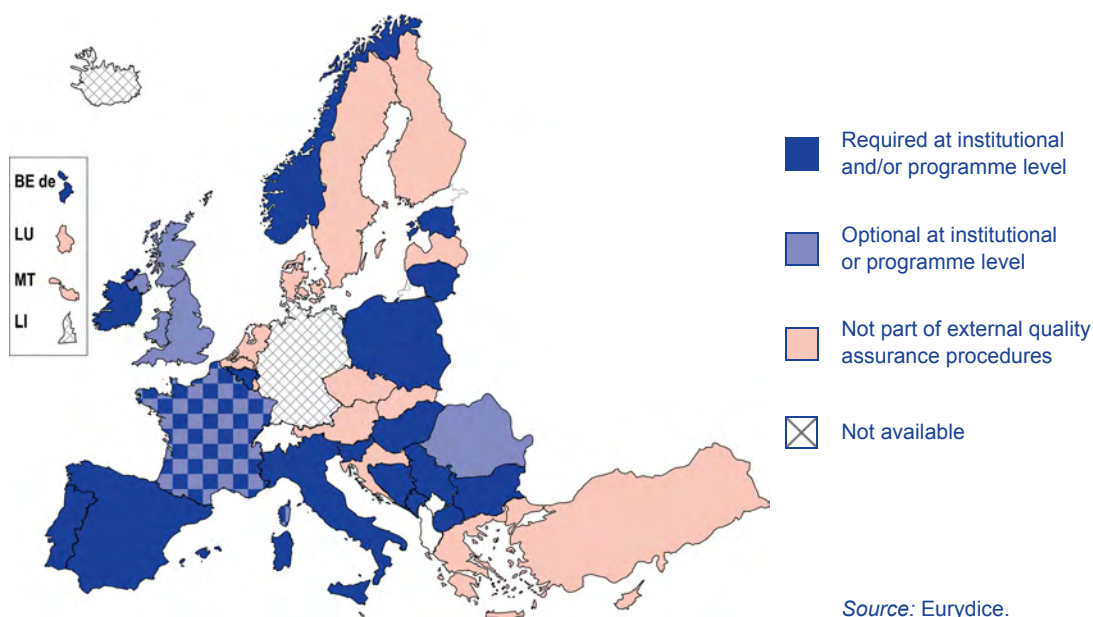 BE de
LU
MT
LI
Required at institutional
and/or programme level
Optional at institutional
or programme level
Not part of external quality
assurance procedures
Not available
Source: Eurydice.